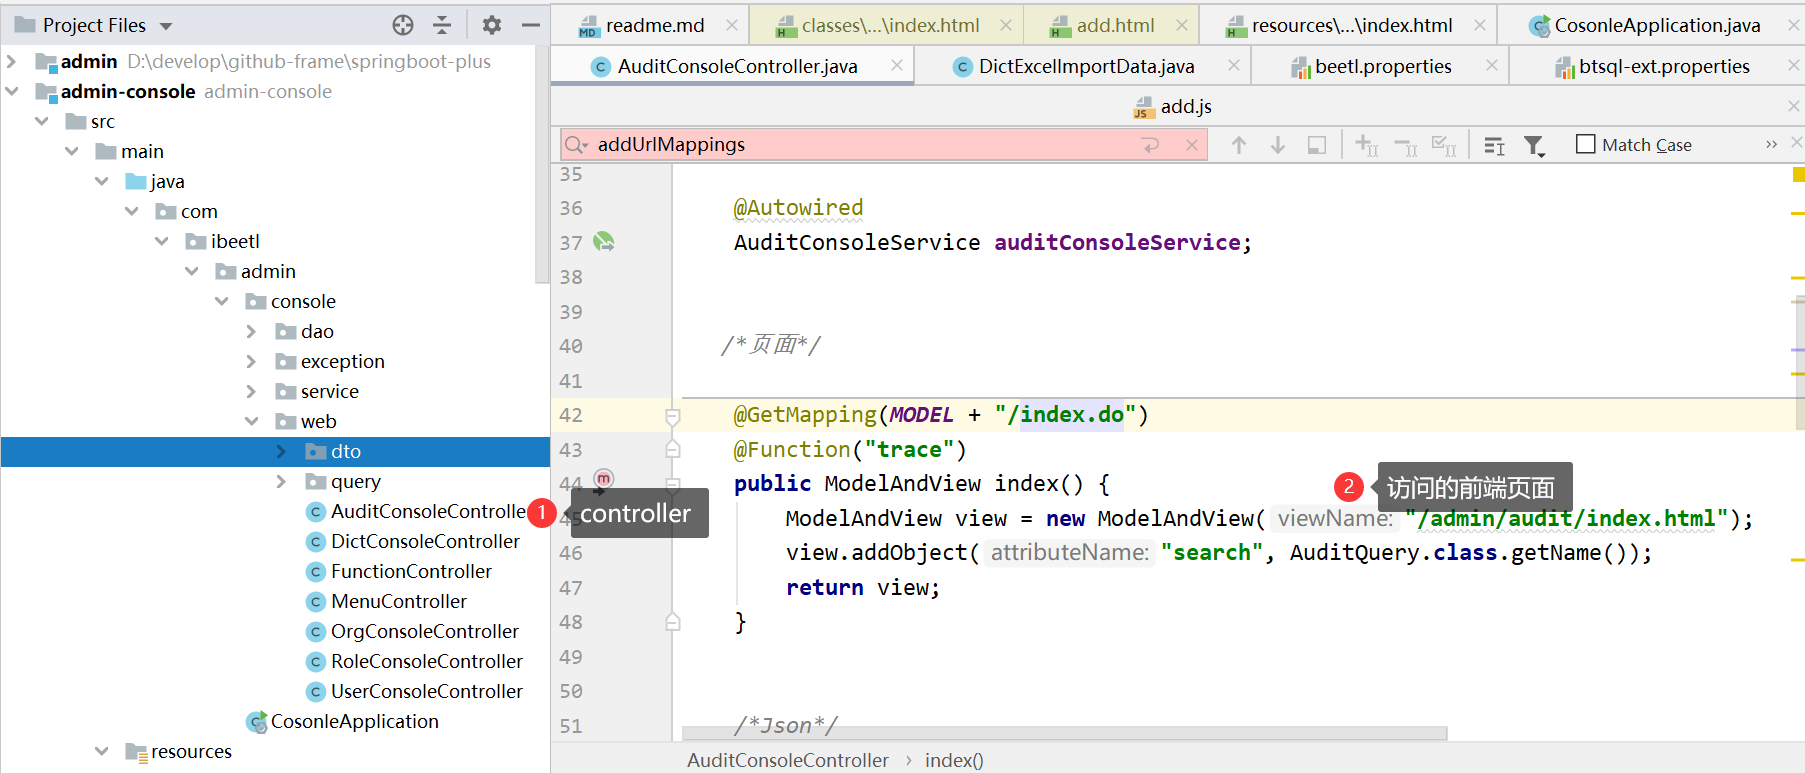 Project Files
admin D:\develop\github-frame\springboot-plus
admin-console admin-console
src
main
java
com
ibeetl
admin
console
dao
exception
service
web
dto
query
AuditConsoleControlle
DictConsoleController
FunctionController
MenuController
OrgConsoleController
RoleConsoleController
UserConsoleController
CosonleApplication
resources
1 controller
readme.md classes\...\index.html add.html resources\...\index.html CosonleApplication.java
AuditConsoleController.java DictExcelImportData.java beetl.properties btsql-ext.properties
add.js
addUrlMappings Match Case
35
36 @Autowired
37 AuditConsoleService auditConsoleService;
38
39
40 /*页面*/
41
42 @GetMapping(MODEL + "/index.do")
43 @Function("trace")
44 public ModelAndView index() {
2 访问的前端页面
45 ModelAndView view = new ModelAndView( viewName: "/admin/audit/index.html");
46 view.addObject( attributeName: "search", AuditQuery.class.getName());
47 return view;
48 }
49
50
51 /*Json*/
AuditConsoleController › index()